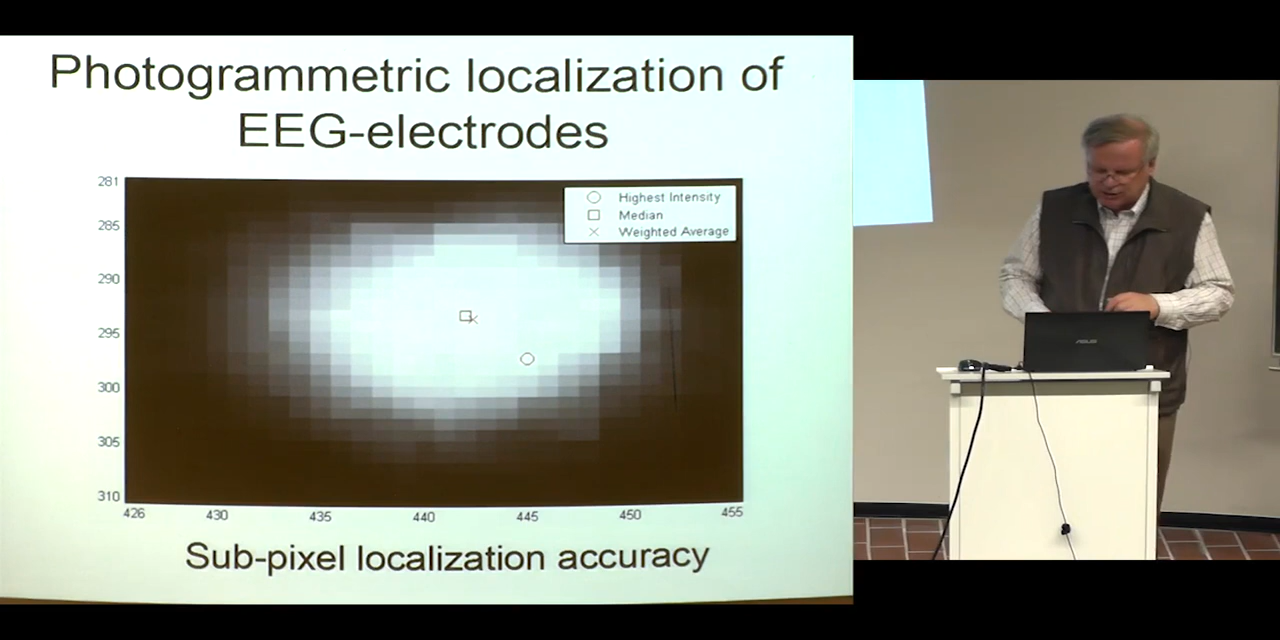 Photogrammetric localization of
EEG-electrodes
Highest Intensity
Median
Weighted Average
281
285
290
295
300
305
310
426
430
435
440
445
450
455
Sub-pixel localization accuracy
ASUS